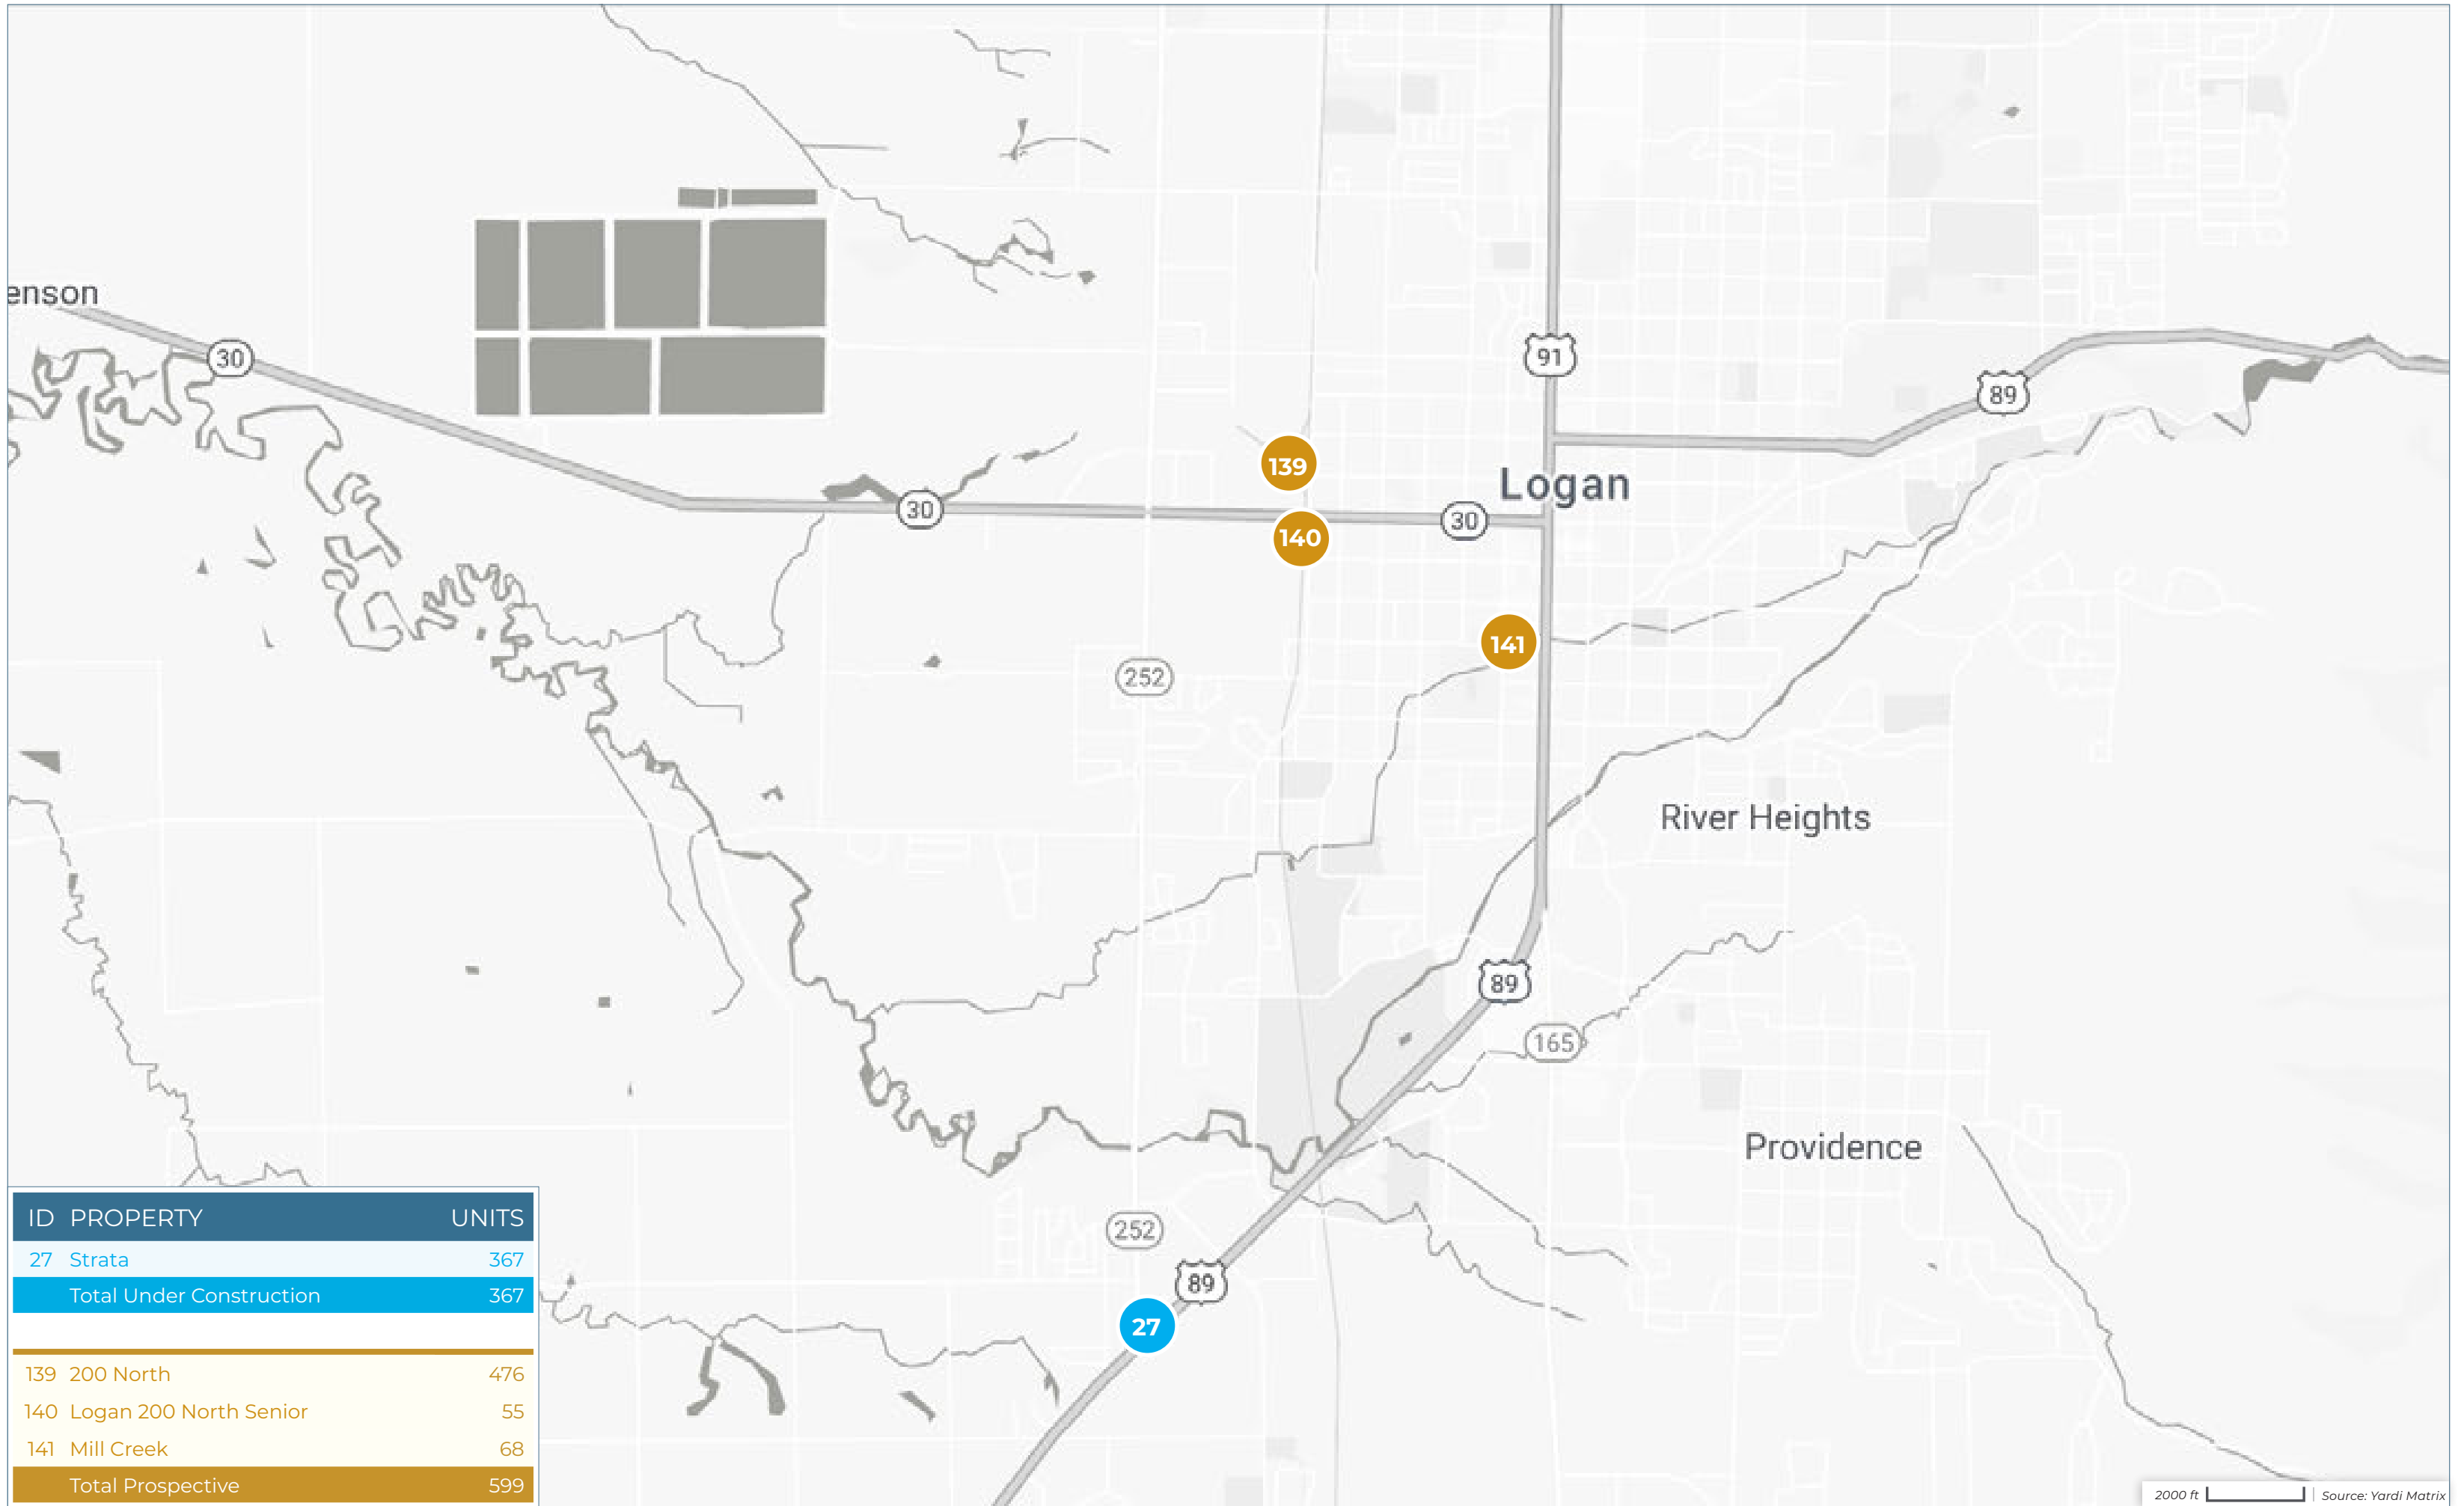 enson
30
91
89
139
Logan
30
30
140
141
252
River Heights
89
165
Providence
252
89
27
ID PROPERTY UNITS
27 Strata 367
Total Under Construction 367
139 200 North 476
140 Logan 200 North Senior 55
141 Mill Creek 68
Total Prospective 599
2000 ft Source: Yardi Matrix